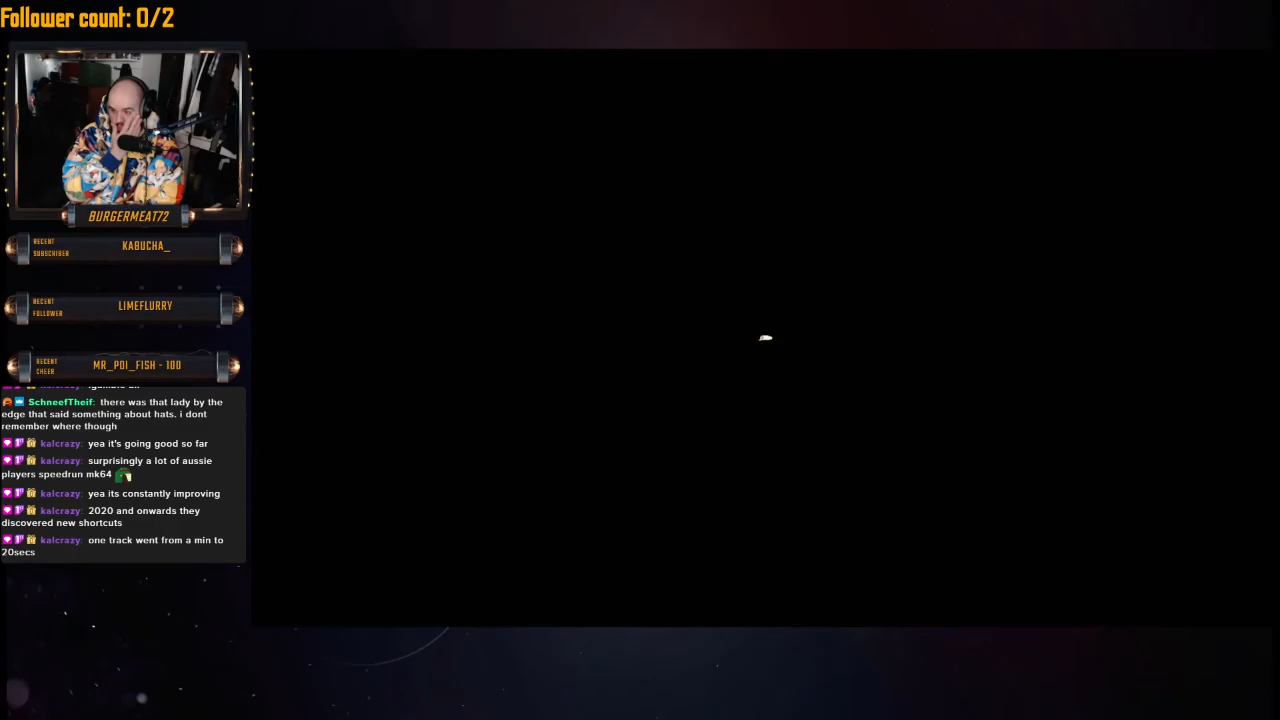 Follower count: 0/2
BURGERMEAT72
RECENT
SUBSCRIBER
KABUCHA_
RECENT
FOLLOWER
LIMEFLURRY
RECENT
CHEER
MR_POI_FISH - 100
SchneefTheif: there was that lady by the
edge that said something about hats. i dont
remember where though
kalcrazy: yea it's going good so far
kalcrazy: surprisingly a lot of aussie
players speedrun mk64
kalcrazy: yea its constantly improving
kalcrazy: 2020 and onwards they
discovered new shortcuts
kalcrazy: one track went from a min to
20secs